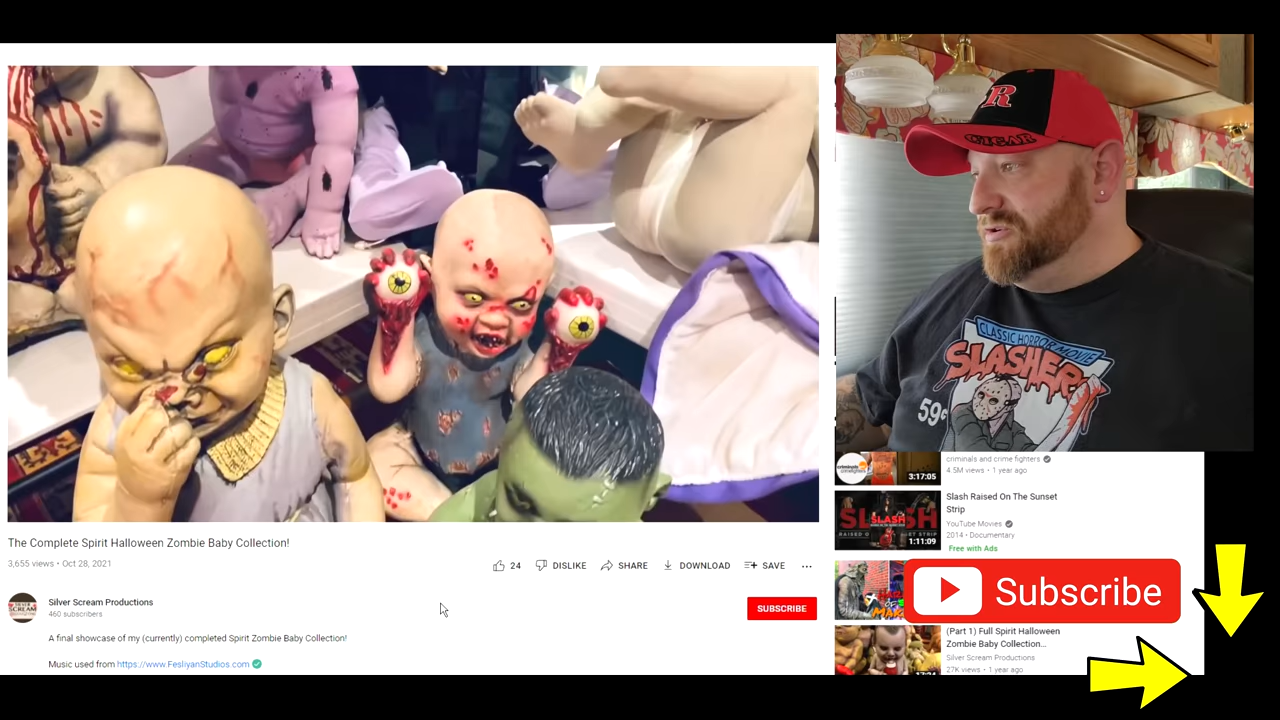 R
CIGAR
CLASSIC HORROR MOVIE
SLASHER
59¢
The Complete Spirit Halloween Zombie Baby Collection!
3,655 views • Oct 28, 2021
24 DISLIKE SHARE DOWNLOAD SAVE ...
Silver Scream Productions
460 subscribers
SUBSCRIBE
A final showcase of my (currently) completed Spirit Zombie Baby Collection!
Music used from https://www.FesliyanStudios.com
criminals and crime fighters
4.5M views • 1 year ago
3:17:05
Slash Raised On The Sunset
Strip
YouTube Movies
2014 • Documentary
Free with Ads
SLASH
1:11:09
Subscribe
(Part 1) Full Spirit Halloween
Zombie Baby Collection...
Silver Scream Productions
27K views • 1 year ago
17:24